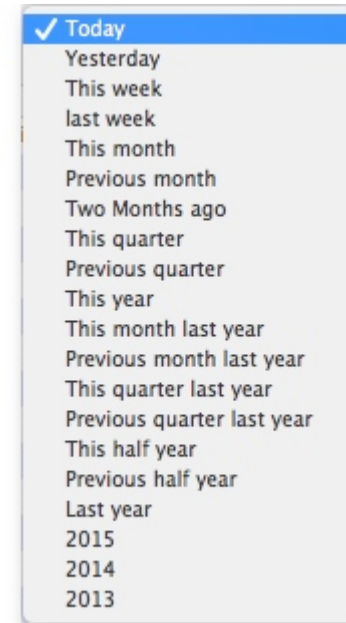 Today
Yesterday
This week
last week
This month
Previous month
Two Months ago
This quarter
Previous quarter
This year
This month last year
Previous month last year
This quarter last year
Previous quarter last year
This half year
Previous half year
Last year
2015
2014
2013